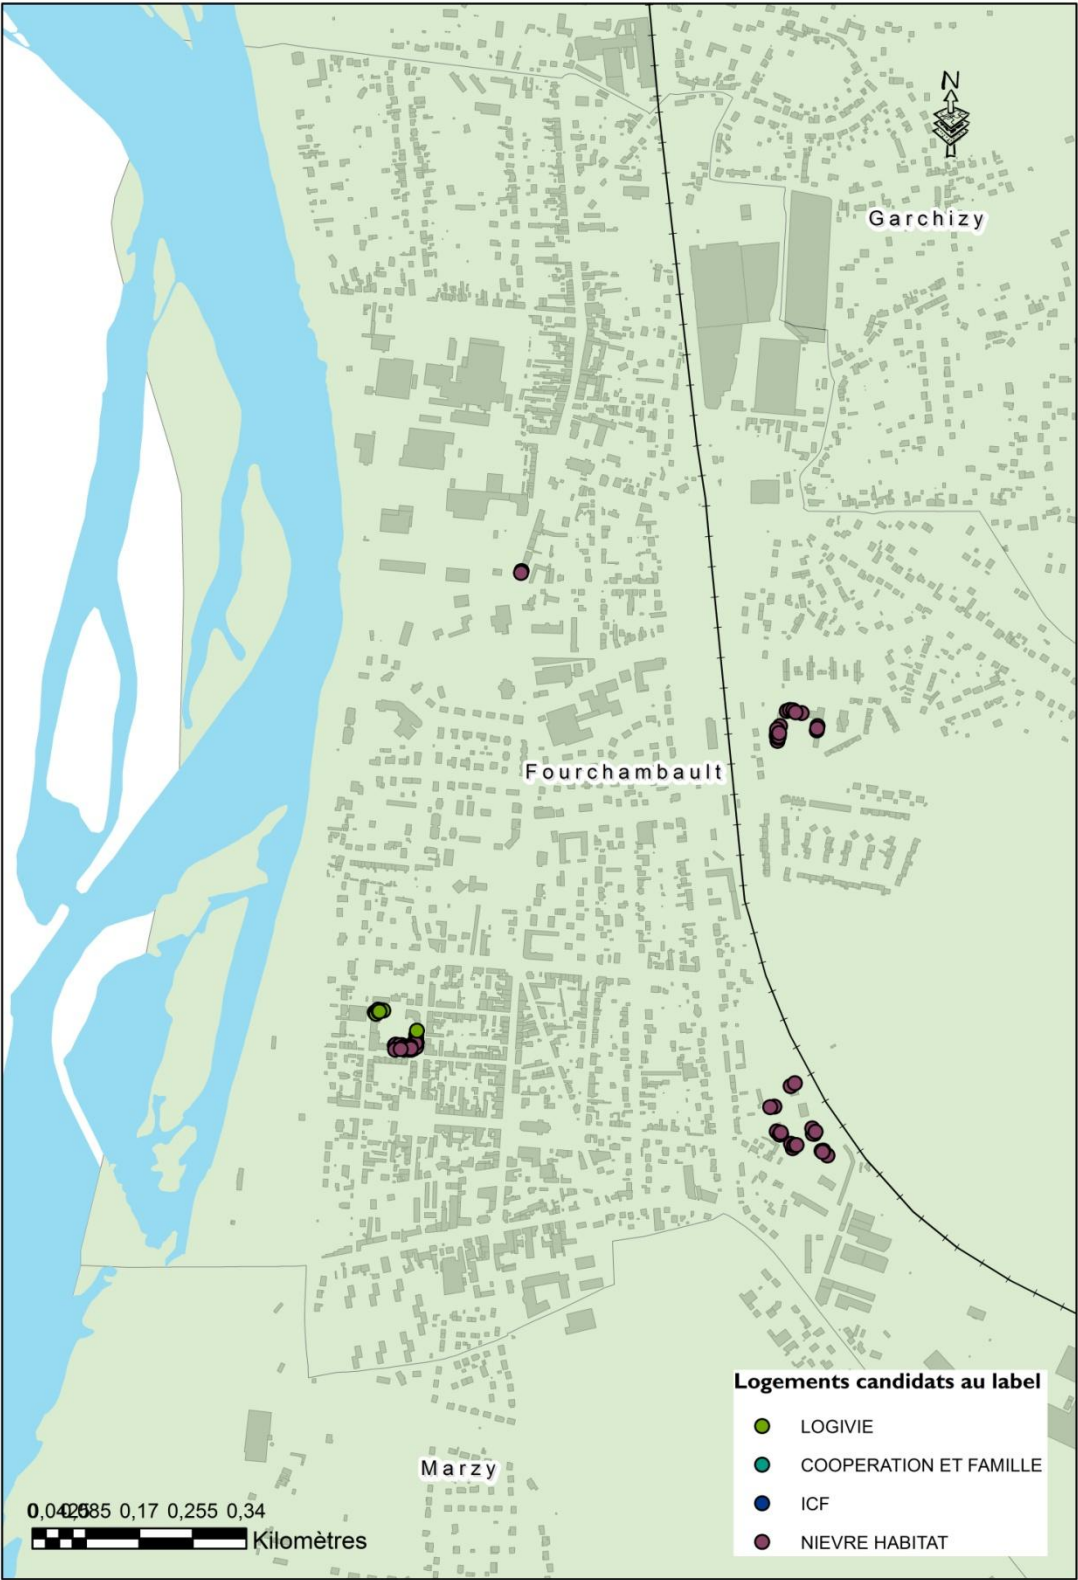 N
Garchizy
Fourchambault
Logements candidats au label
LOGIVIE
COOPERATION ET FAMILLE
ICF
NIEVRE HABITAT
Marzy
0,17 0,255 0,34
Kilomètres